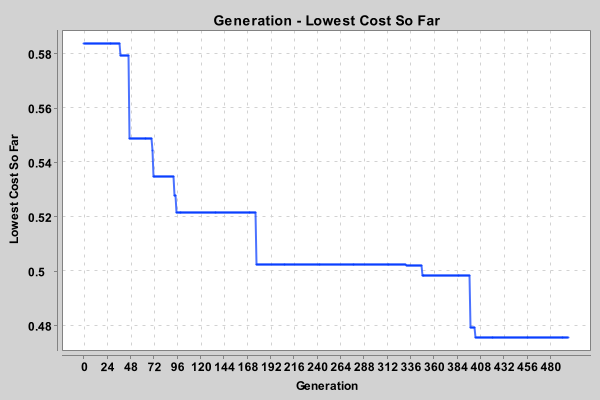 Generation - Lowest Cost So Far
Lowest Cost So Far
0.58
0.56
0.54
0.52
0.5
0.48
0 24 48 72 96 120 144 168 192 216 240 264 288 312 336 360 384 408 432 456 480
Generation